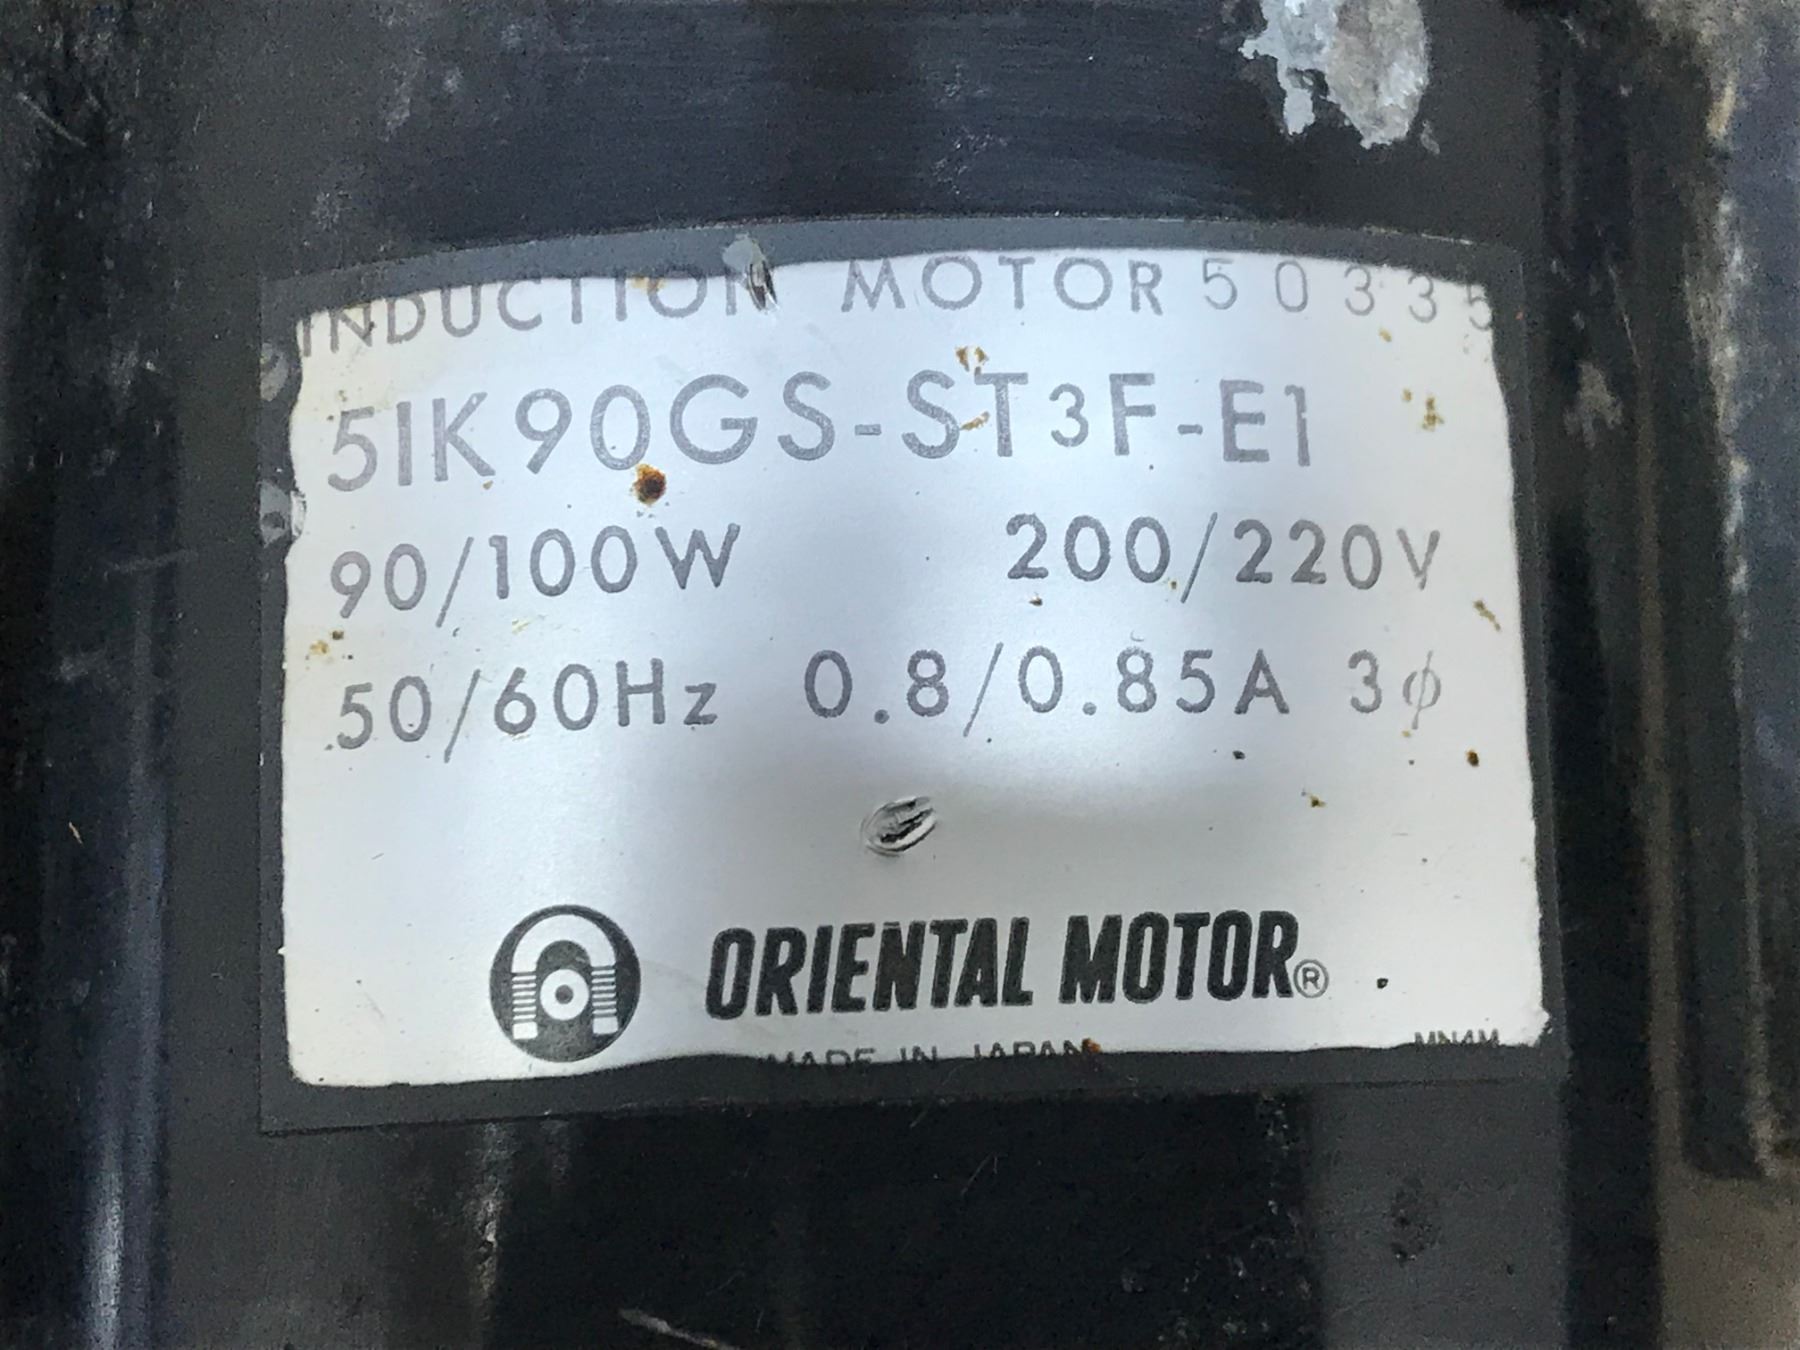 INDUCTION MOTOR 50335
5IK90GS-ST3F-E1
90/100W 200/220V
50/60Hz 0.8/0.85A 3ϕ
ORIENTAL MOTOR®
MADE IN JAPAN MN4M